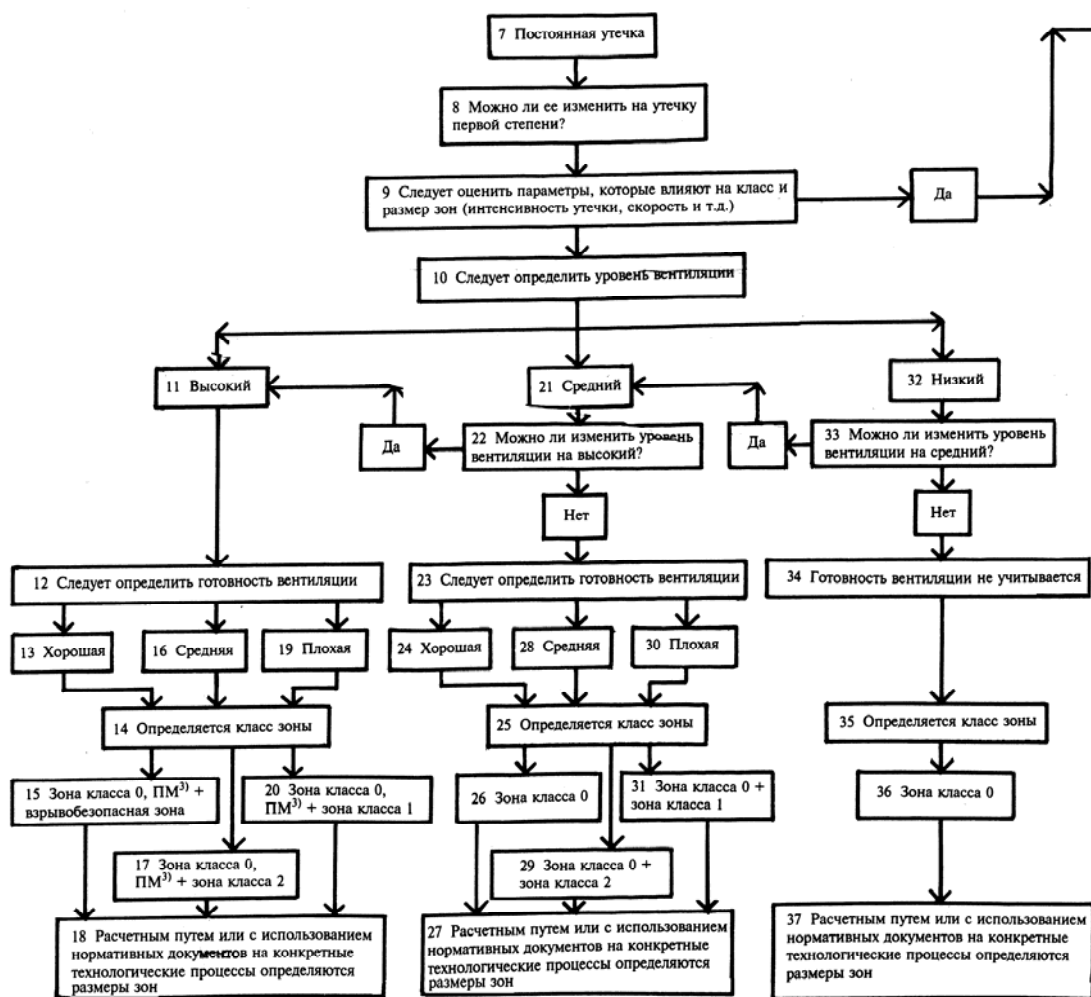 7 Постоянная утечка
8 Можно ли ее изменить на утечку
первой степени?
9 Следует оценить параметры, которые влияют на класс и
размер зон (интенсивность утечки, скорость и т.д.)
Да
10 Следует определить уровень вентиляции
11 Высокий
21 Средний
32 Низкий
Да
22 Можно ли изменить уровень
вентиляции на высокий?
Да
33 Можно ли изменить уровень
вентиляции на средний?
Нет
Нет
12 Следует определить готовность вентиляции
23 Следует определить готовность вентиляции
34 Готовность вентиляции не учитывается
13 Хорошая
16 Средняя
19 Плохая
24 Хорошая
28 Средняя
30 Плохая
14 Определяется класс зоны
25 Определяется класс зоны
35 Определяется класс зоны
15 Зона класса 0, ПМ3) +
взрывобезопасная зона
20 Зона класса 0,
ПМ3) + зона класса 1
26 Зона класса 0
31 Зона класса 0 +
зона класса 1
36 Зона класса 0
17 Зона класса 0,
ПМ3) + зона класса 2
29 Зона класса 0 +
зона класса 2
18 Расчетным путем или с использованием
нормативных документов на конкретные
технологические процессы определяются
размеры зон
27 Расчетным путем или с использованием
нормативных документов на конкретные
технологические процессы определяются
размеры зон
37 Расчетным путем или с использованием
нормативных документов на конкретные
технологические процессы определяются
размеры зон